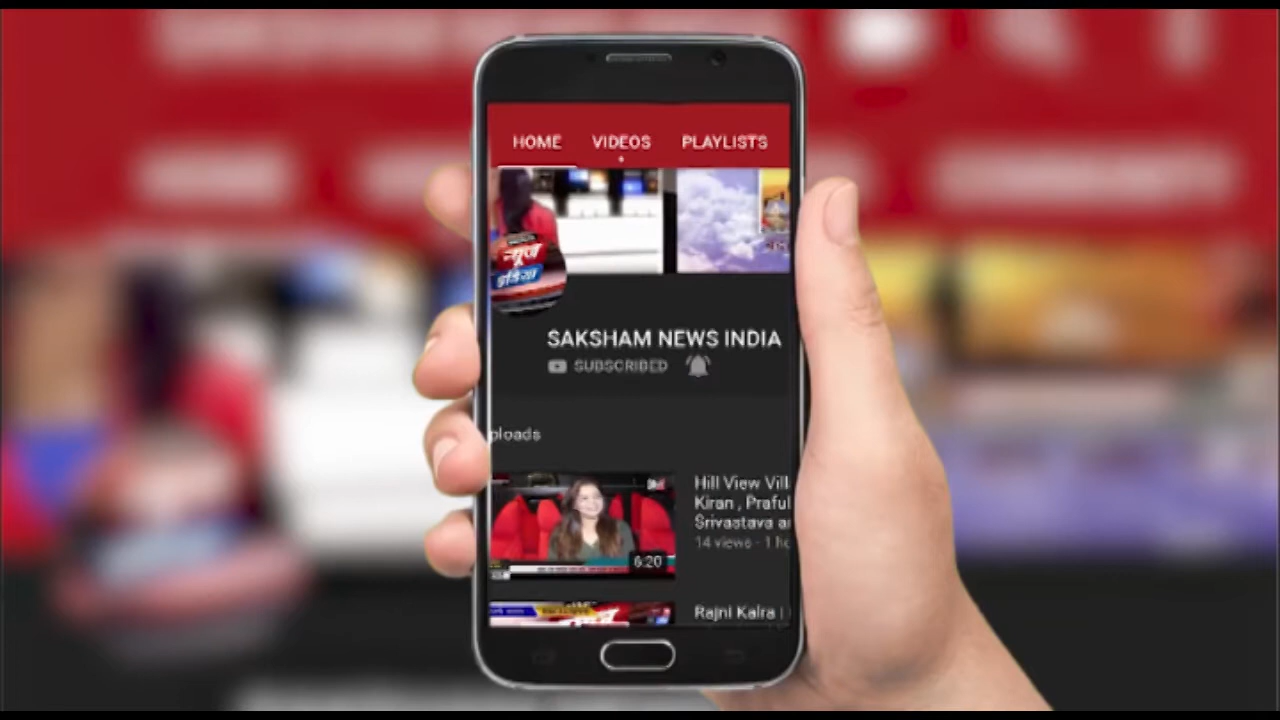 HOME VIDEOS PLAYLISTS
न्यूज़
इंडिया
SAKSHAM NEWS INDIA
SUBSCRIBED
ploads
Hill View Vill
Kiran , Praful
Srivastava a
14 views · 1 h
6:20
Rajni Kalra |